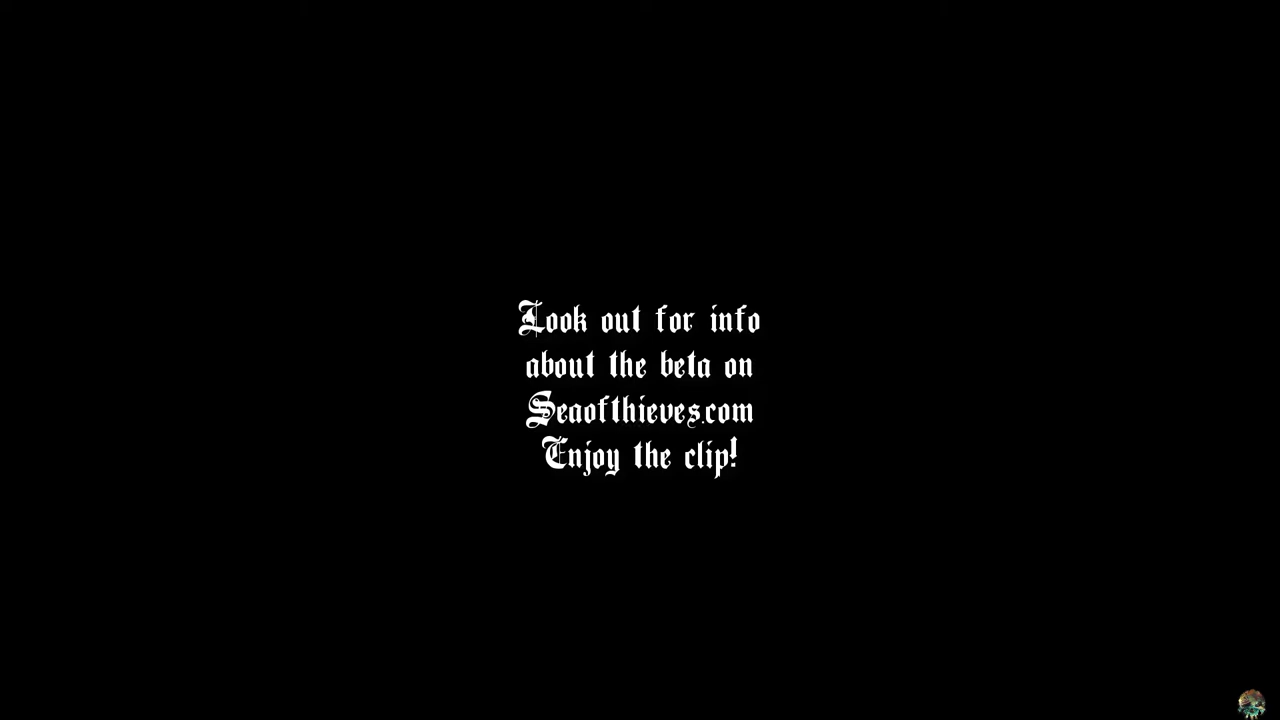 Look out for info
about the beta on
Seaofthieves.com
Enjoy the clip!